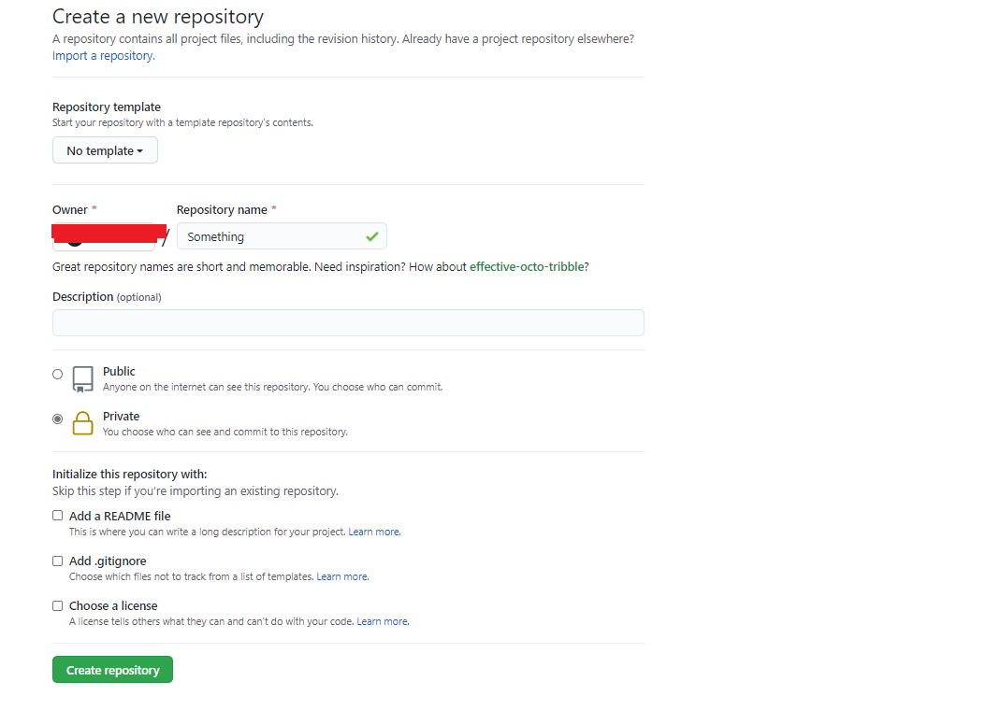 Create a new repository
A repository contains all project files, including the revision history. Already have a project repository elsewhere?
Import a repository.
Repository template
Start your repository with a template repository's contents.
No template
Owner * Repository name *
/ Something
Great repository names are short and memorable. Need inspiration? How about effective-octo-tribble?
Description (optional)
Public
Anyone on the internet can see this repository. You choose who can commit.
Private
You choose who can see and commit to this repository.
Initialize this repository with:
Skip this step if you're importing an existing repository.
Add a README file
This is where you can write a long description for your project. Learn more.
Add .gitignore
Choose which files not to track from a list of templates. Learn more.
Choose a license
A license tells others what they can and can't do with your code. Learn more.
Create repository